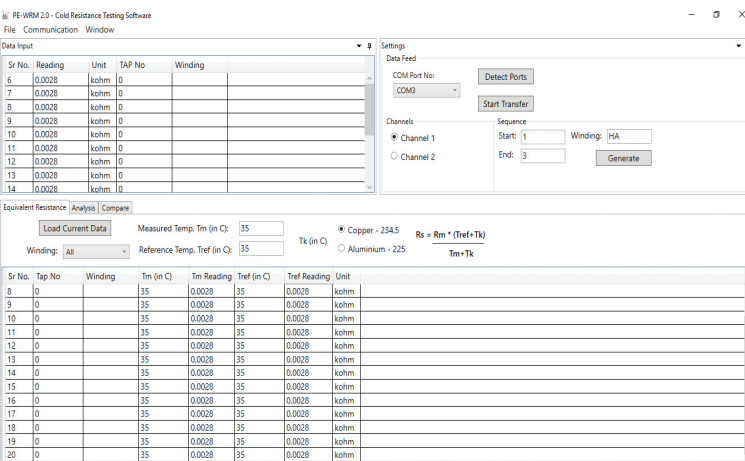 PE-WRM 2.0 - Cold Resistance Testing Software
File Communication Window
Data Input
Sr No. Reading Unit TAP No Winding
6 0.0028 kohm 0
7 0.0028 kohm 0
8 0.0028 kohm 0
9 0.0028 kohm 0
10 0.0028 kohm 0
11 0.0028 kohm 0
12 0.0028 kohm 0
13 0.0028 kohm 0
14 0.0028 kohm 0
Settings
Data Feed
COM Port No: Detect Ports
COM3
Start Transfer
Channels
Channel 1
Channel 2
Sequence
Start: 1 Winding: HA
End: 3 Generate
Equivalent Resistance Analysis Compare
Load Current Data Measured Temp, Tm (in C): 35
Winding: All Reference Temp, Tref (in C): 35
Tk (in C) Copper - 234.5
Aluminium - 225
Rs = Rm * (Tref+Tk)
Tm+Tk
Sr No. Tap No Winding Tm (in C) Tm Reading Tref (in C) Tref Reading Unit
8 0 35 0.0028 35 0.0028 kohm
9 0 35 0.0028 35 0.0028 kohm
10 0 35 0.0028 35 0.0028 kohm
11 0 35 0.0028 35 0.0028 kohm
12 0 35 0.0028 35 0.0028 kohm
13 0 35 0.0028 35 0.0028 kohm
14 0 35 0.0028 35 0.0028 kohm
15 0 35 0.0028 35 0.0028 kohm
16 0 35 0.0028 35 0.0028 kohm
17 0 35 0.0028 35 0.0028 kohm
18 0 35 0.0028 35 0.0028 kohm
19 0 35 0.0028 35 0.0028 kohm
20 0 35 0.0028 35 0.0028 kohm